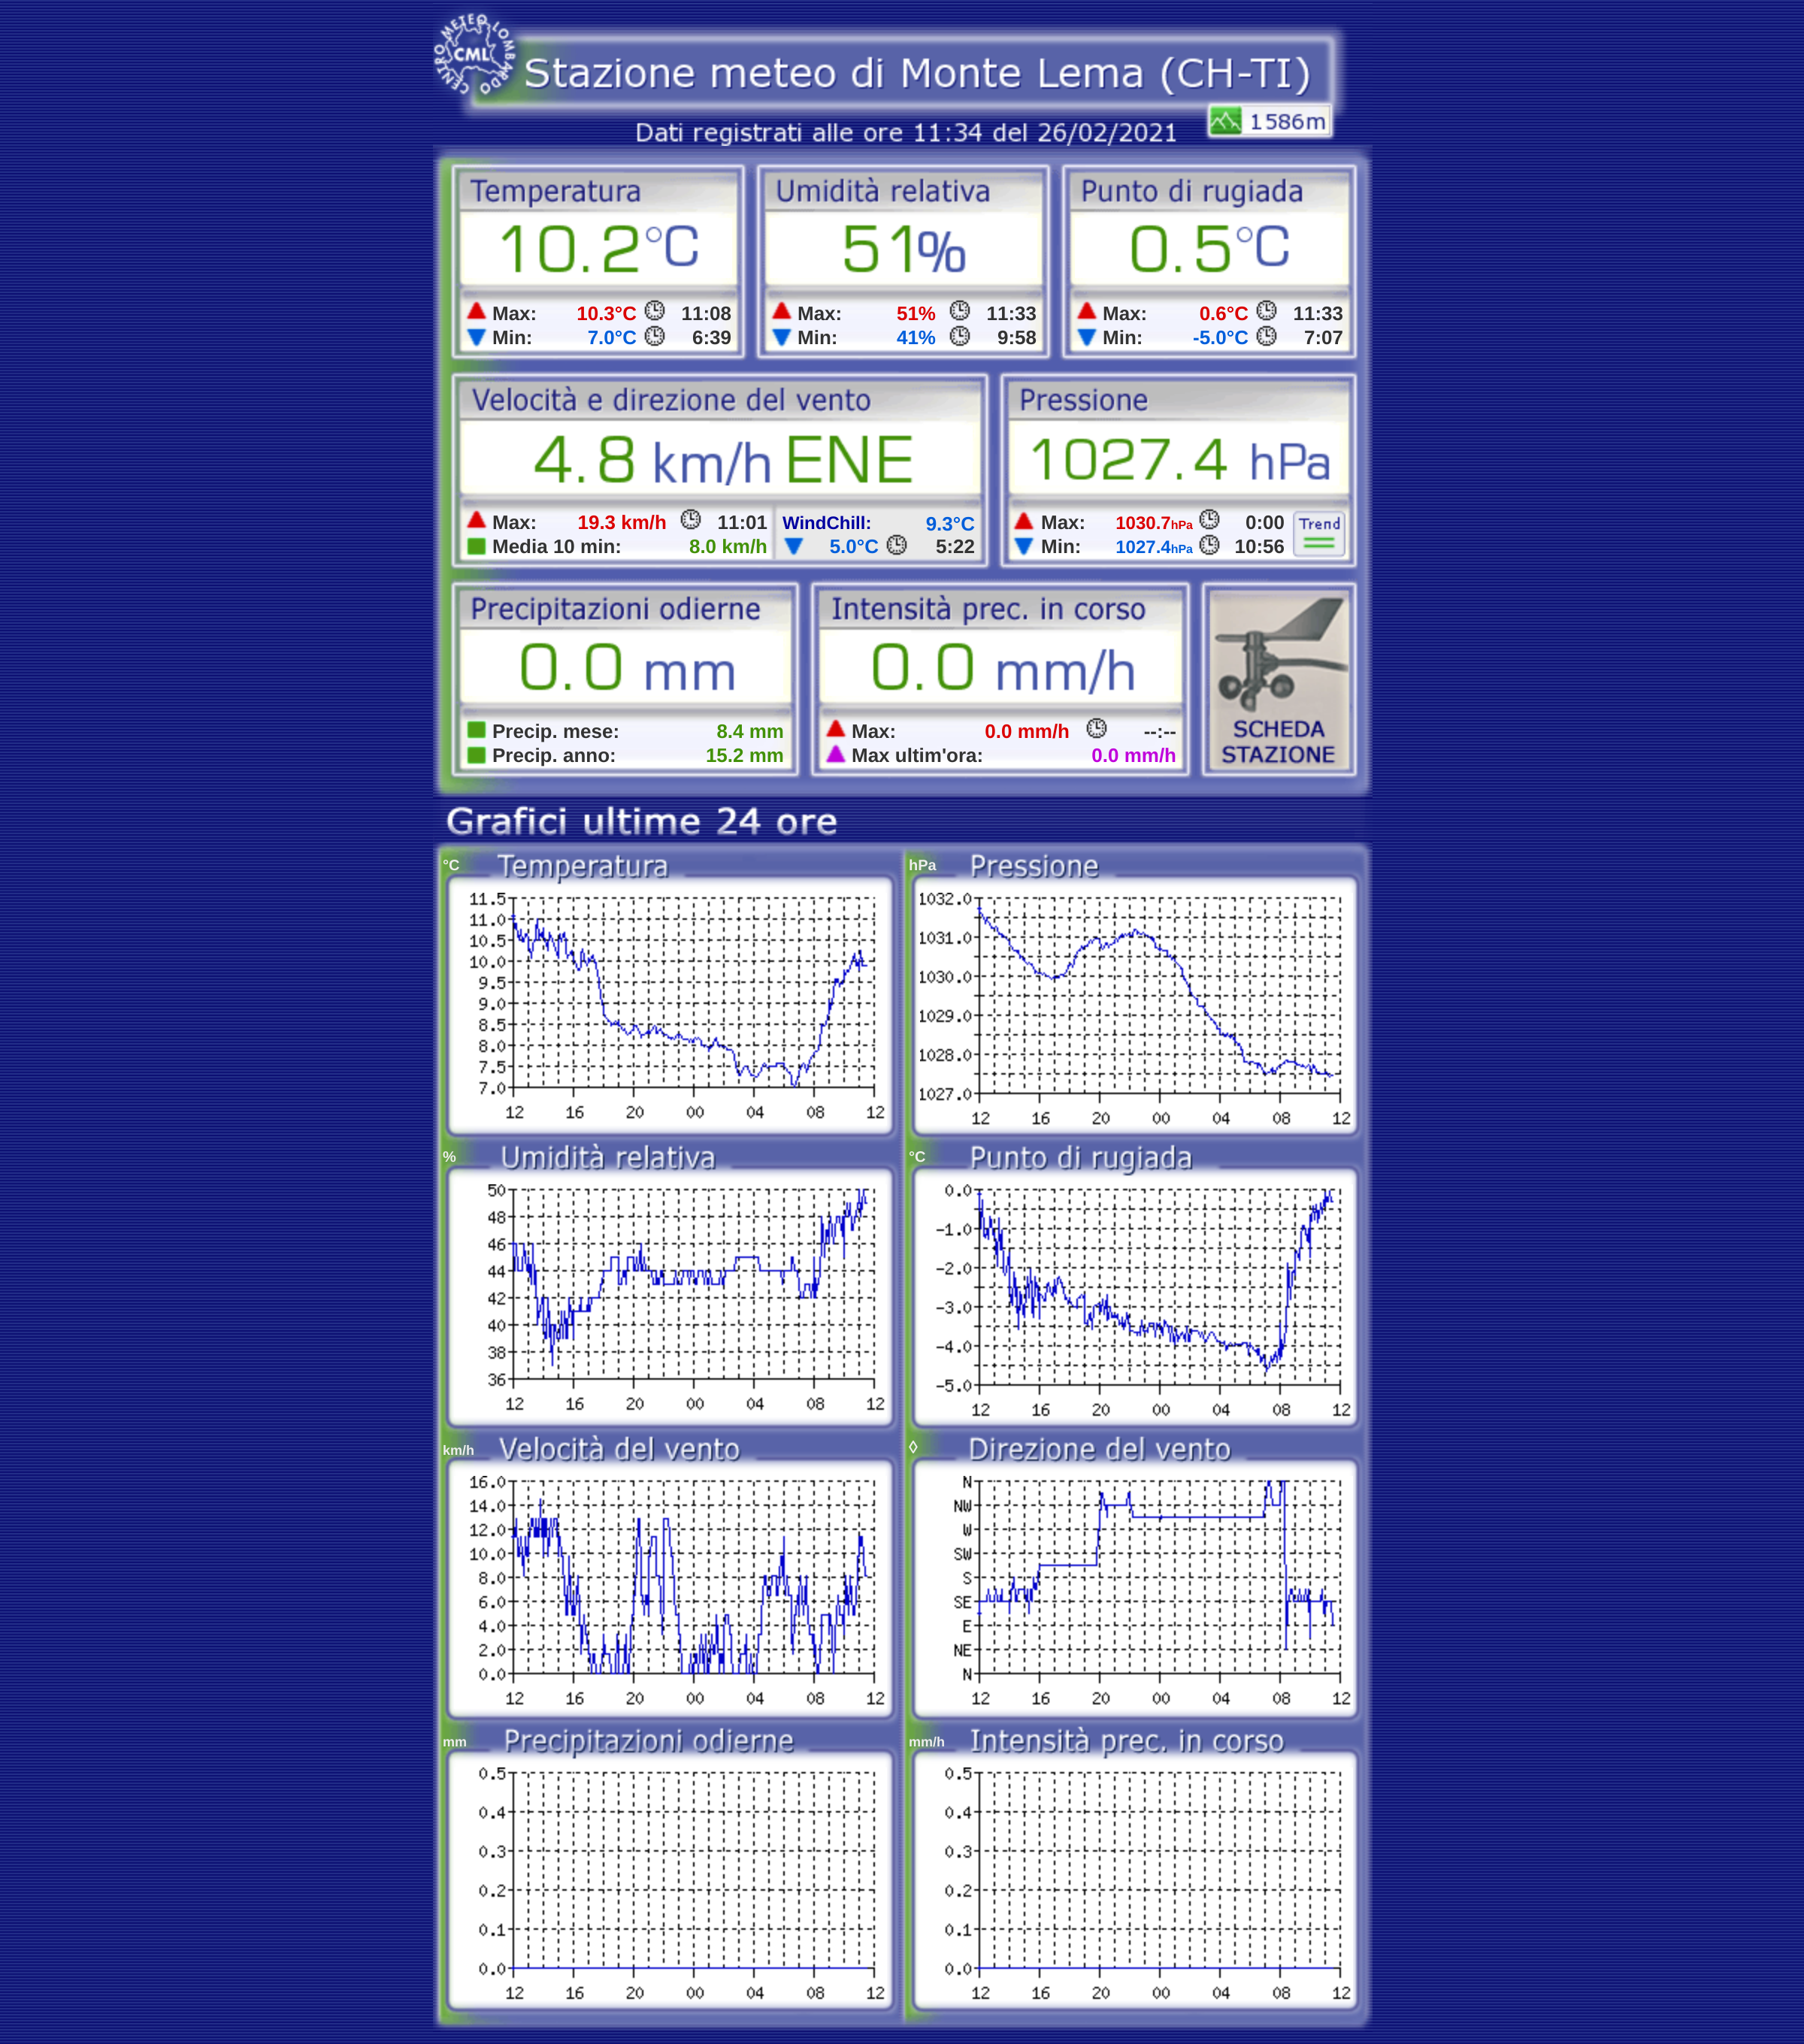 CENTRO METEO LOMBARDO
CML
Stazione meteo di Monte Lema (CH-TI)
1586m
Dati registrati alle ore 11:34 del 26/02/2021
Temperatura Umidità relativa Punto di rugiada
10.2°C 51% 0.5°C
Max: 10.3°C 11:08 Max: 51% 11:33 Max: 0.6°C 11:33
Min: 7.0°C 6:39 Min: 41% 9:58 Min: -5.0°C 7:07
Velocità e direzione del vento Pressione
4.8 km/h ENE 1027.4 hPa
Max: 19.3 km/h 11:01 WindChill: 9.3°C Max: 1030.7hPa 0:00 Trend
Media 10 min: 8.0 km/h 5.0°C 5:22 Min: 1027.4hPa 10:56
Precipitazioni odierne Intensità prec. in corso
0.0 mm 0.0 mm/h
Precip. mese: 8.4 mm Max: 0.0 mm/h --:-- SCHEDA
Precip. anno: 15.2 mm Max ultim'ora: 0.0 mm/h STAZIONE
Grafici ultime 24 ore
°C Temperatura
11.5
11.0
10.5
10.0
9.5
9.0
8.5
8.0
7.5
7.0
12 16 20 00 04 08 12
hPa Pressione
1032.0
1031.0
1030.0
1029.0
1028.0
1027.0
12 16 20 00 04 08 12
% Umidità relativa
50
48
46
44
42
40
38
36
12 16 20 00 04 08 12
°C Punto di rugiada
0.0
-1.0
-2.0
-3.0
-4.0
-5.0
12 16 20 00 04 08 12
km/h Velocità del vento
16.0
14.0
12.0
10.0
8.0
6.0
4.0
2.0
0.0
12 16 20 00 04 08 12
◊ Direzione del vento
N
NW
W
SW
S
SE
E
NE
N
12 16 20 00 04 08 12
mm Precipitazioni odierne
0.5
0.4
0.3
0.2
0.1
0.0
12 16 20 00 04 08 12
mm/h Intensità prec. in corso
0.5
0.4
0.3
0.2
0.1
0.0
12 16 20 00 04 08 12